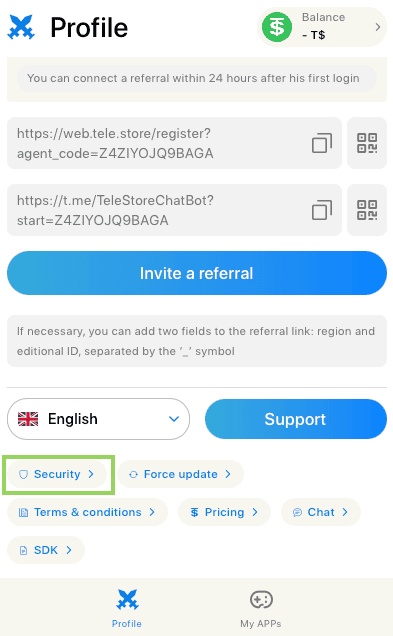 Profile
Balance
- T$
You can connect a referral within 24 hours after his first login
https://web.tele.store/register?
agent_code=Z4ZIYOJQ9BAGA
https://t.me/TeleStoreChatBot?
start=Z4ZIYOJQ9BAGA
Invite a referral
If necessary, you can add two fields to the referral link: region and
editional ID, separated by the ‘_’ symbol
English
Support
Security
Force update
Terms & conditions
Pricing
Chat
SDK
Profile
My APPs